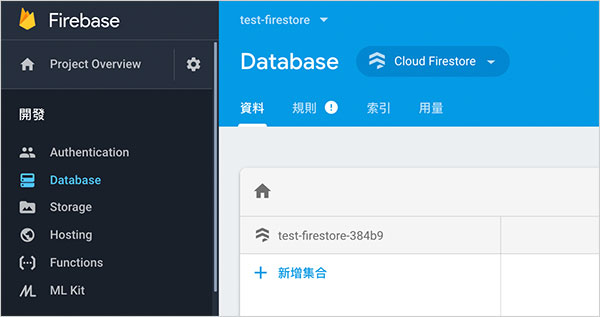 Firebase
Project Overview
開發
Authentication
Database
Storage
Hosting
Functions
ML Kit
test-firestore
Database
Cloud Firestore
資料 規則 索引 用量
test-firestore-384b9
新增集合